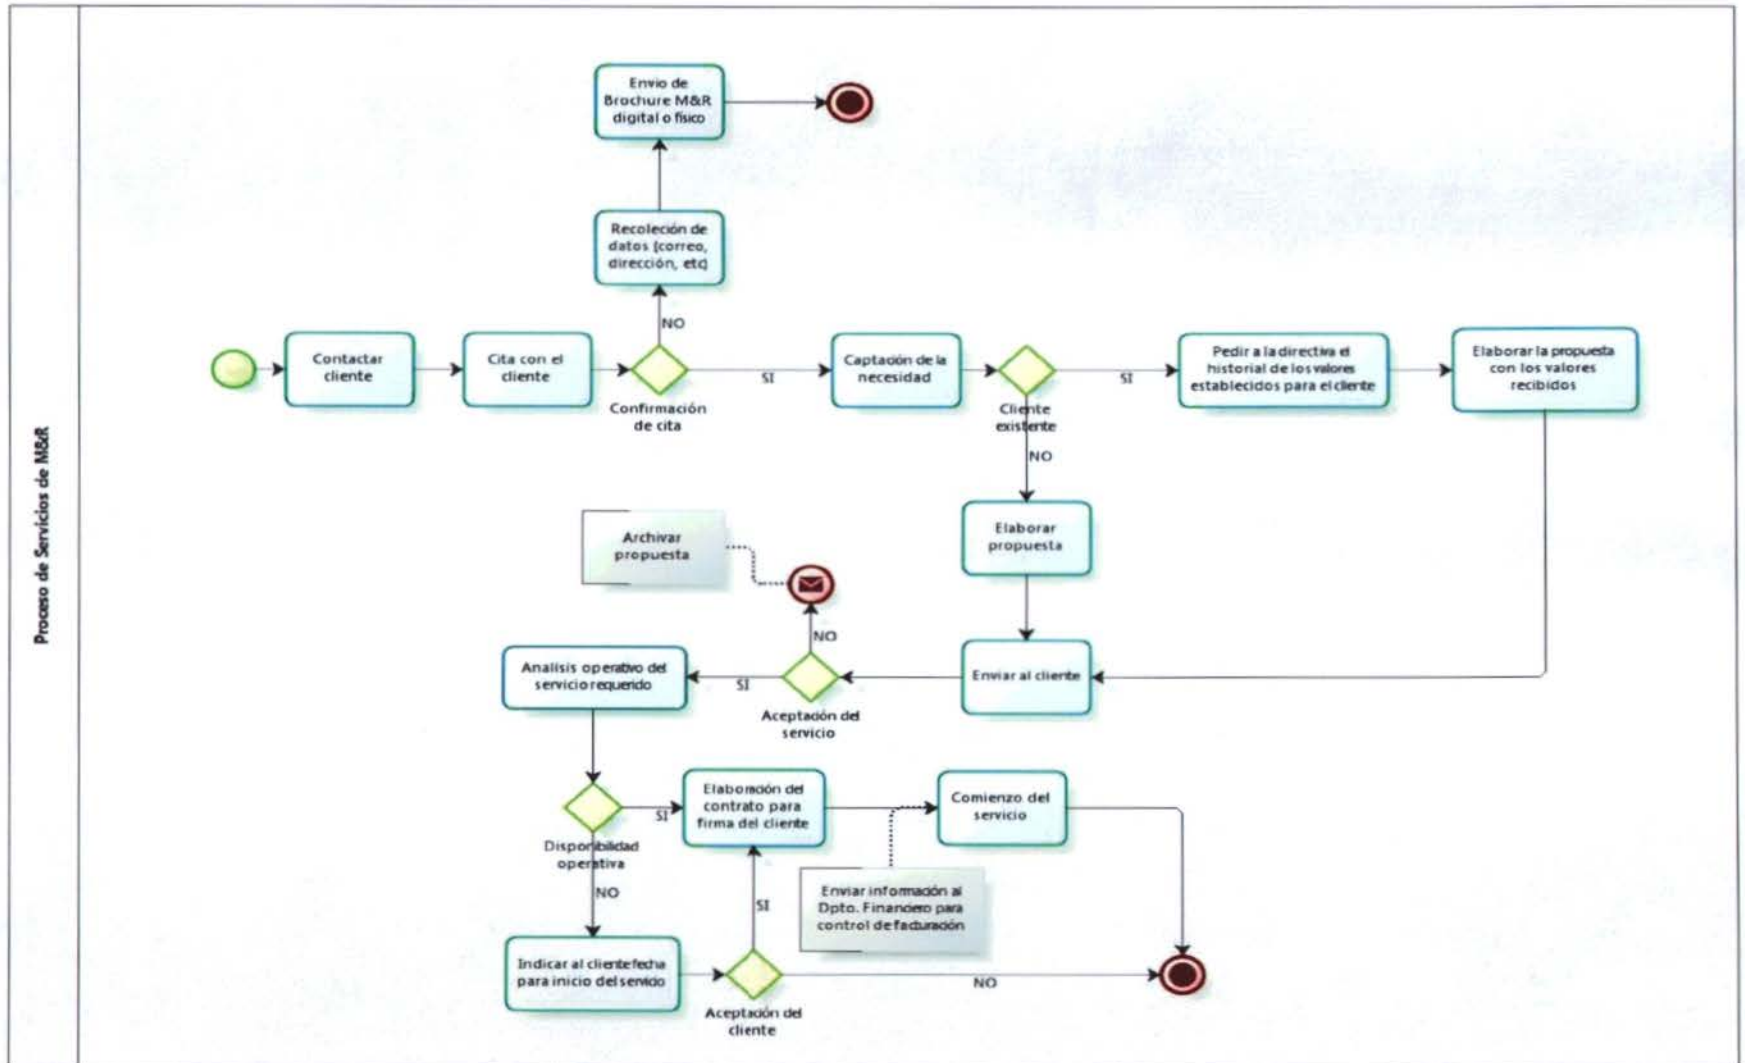 Proceso de Servicios de M&R
Envio de
Brochure M&R
digital o físico
Recoleción de
datos (correo,
dirección, etc)
NO
Contactar
cliente
Cita con el
cliente
Confirmación
de cita
SI
Captación de la
necesidad
Cliente
existente
SI
Pedir a la directiva el
historial de los valores
establecidos para el cliente
Elaborar la propuesta
con los valores
recibidos
NO
Elaborar
propuesta
Archivar
propuesta
NO
Enviar al cliente
Aceptación del
servicio
SI
Analísis operativo del
servicio requerido
Disponibilidad
operativa
SI
Elaboración del
contrato para
firma del cliente
Comienzo del
servicio
NO
SI
Enviar información al
Dpto. Financiero para
control de facturación
Indicar al cliente fecha
para inicio del servicio
Aceptación del
cliente
NO